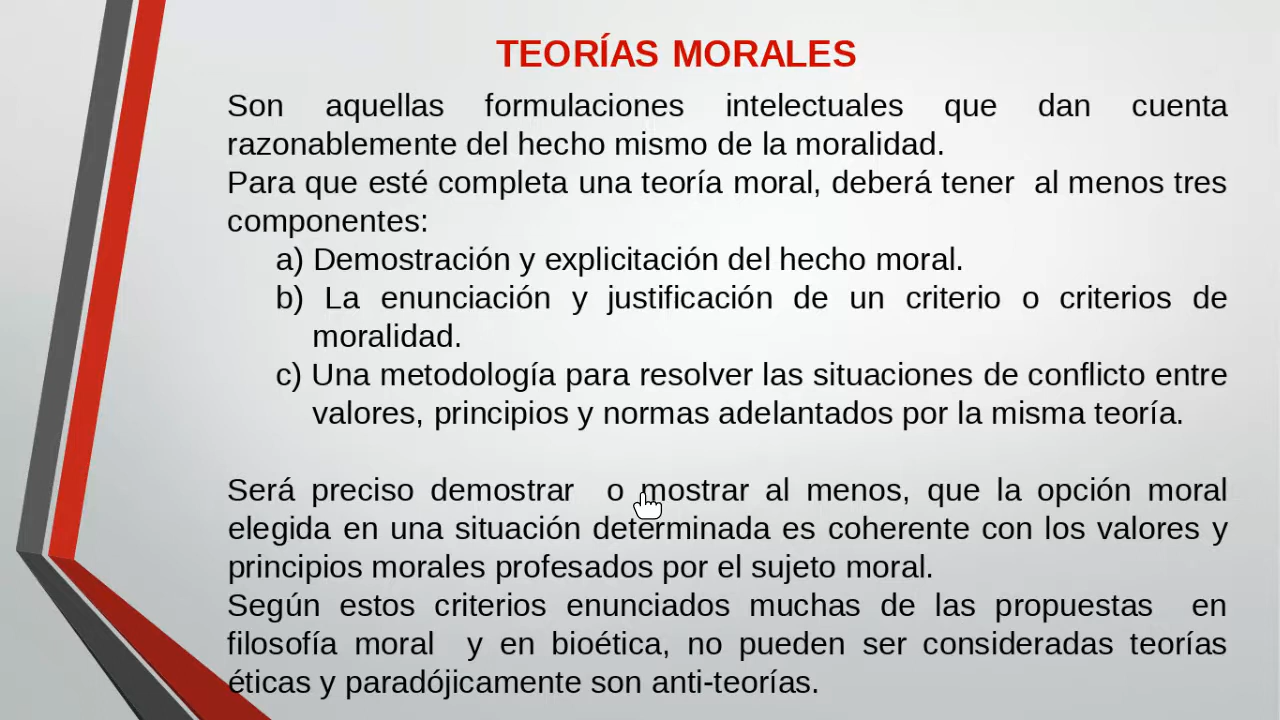 TEORÍAS MORALES
Son aquellas formulaciones intelectuales que dan cuenta
razonablemente del hecho mismo de la moralidad.
Para que esté completa una teoría moral, deberá tener al menos tres
componentes:
a) Demostración y explicitación del hecho moral.
b) La enunciación y justificación de un criterio o criterios de
moralidad.
c) Una metodología para resolver las situaciones de conflicto entre
valores, principios y normas adelantados por la misma teoría.
Será preciso demostrar o mostrar al menos, que la opción moral
elegida en una situación determinada es coherente con los valores y
principios morales profesados por el sujeto moral.
Según estos criterios enunciados muchas de las propuestas en
filosofía moral y en bioética, no pueden ser consideradas teorías
éticas y paradójicamente son anti-teorías.